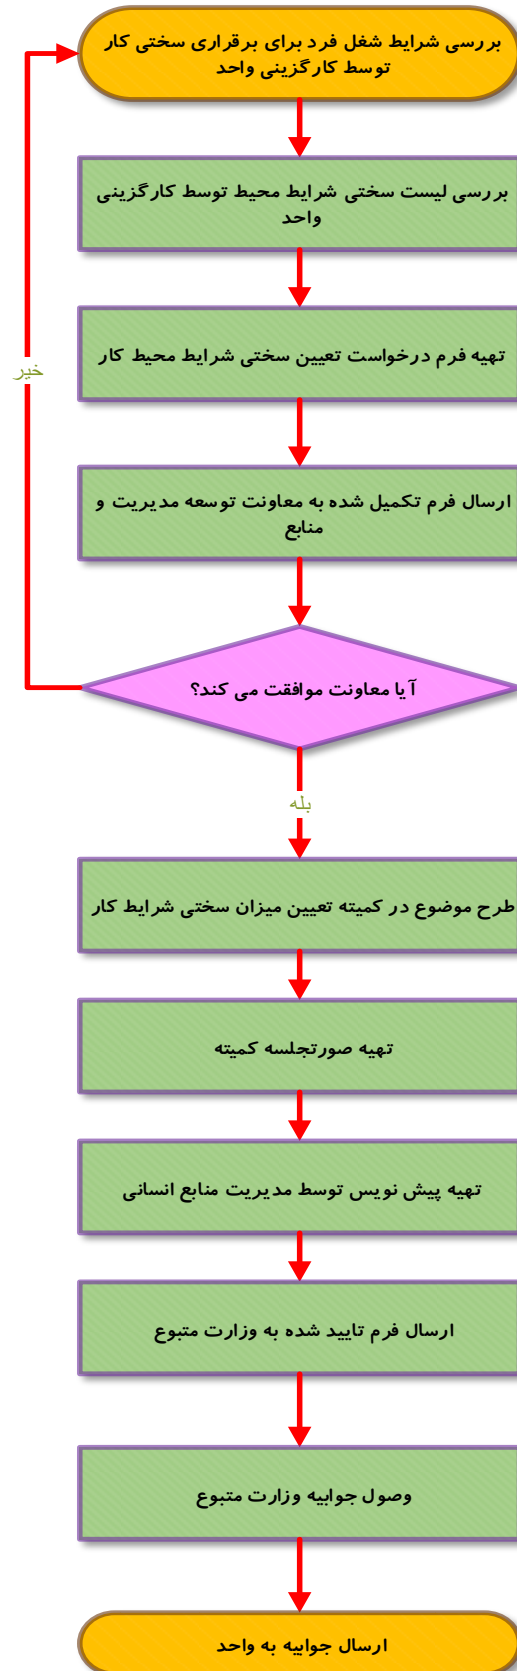 بررسی شرایط شغل فرد برای برقراری سختی کار
توسط کارگزینی واحد
بررسی لیست سختی شرایط محیط توسط کارگزینی
واحد
تهیه فرم درخواست تعیین سختی شرایط محیط کار
خیر
ارسال فرم تکمیل شده به معاونت توسعه مدیریت و
منابع
آیا معاونت موافقت می کند؟
بله
طرح موضوع در کمیته تعیین میزان سختی شرایط کار
تهیه صورتجلسه کمیته
تهیه پیش نویس توسط مدیریت منابع انسانی
ارسال فرم تایید شده به وزارت متبوع
وصول جوابیه وزارت متبوع
ارسال جوابیه به واحد